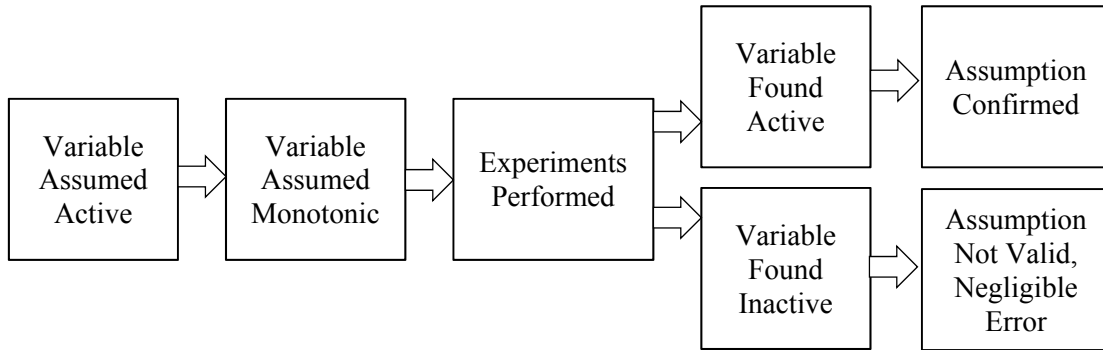 Variable
Assumed
Active
Variable
Assumed
Monotonic
Experiments
Performed
Variable
Found
Active
Assumption
Confirmed
Variable
Found
Inactive
Assumption
Not Valid,
Negligible
Error